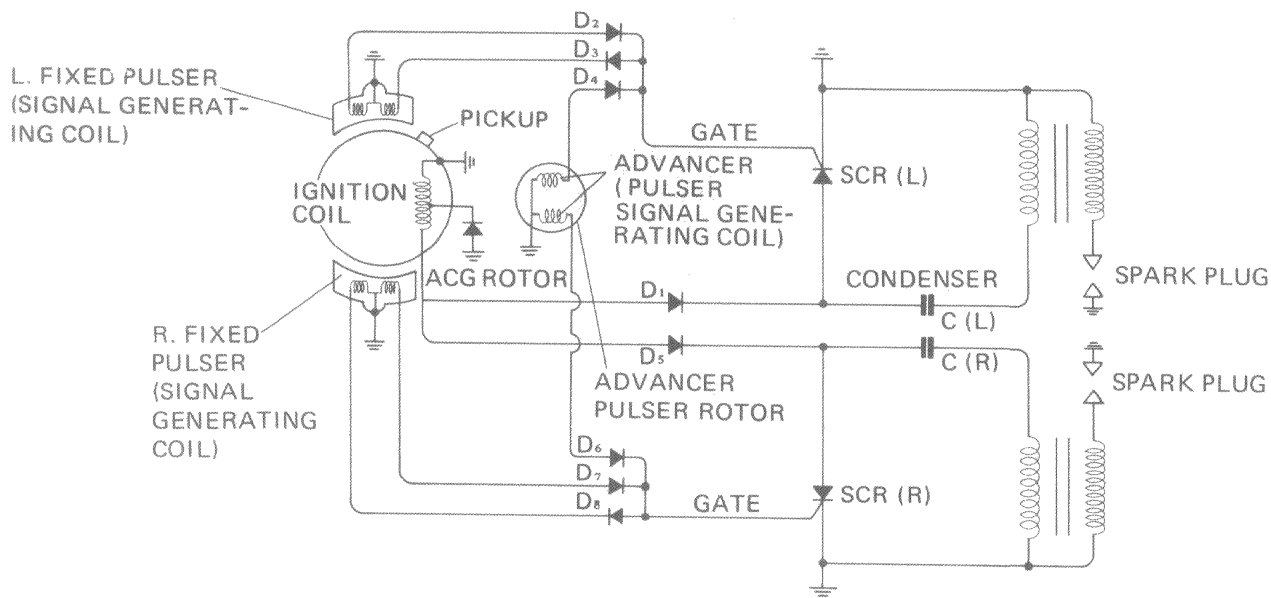 D2
D3
D4
L. FIXED PULSER
(SIGNAL GENERAT-
ING COIL)
PICKUP
GATE
IGNITION
COIL
ADVANCER
(PULSER
SIGNAL GENE-
RATING COIL)
SCR (L)
ACG ROTOR
D1
CONDENSER
C (L)
SPARK PLUG
R. FIXED
PULSER
(SIGNAL
GENERATING
COIL)
D5
C (R)
SPARK PLUG
ADVANCER
PULSER ROTOR
D6
D7
D8
GATE
SCR (R)